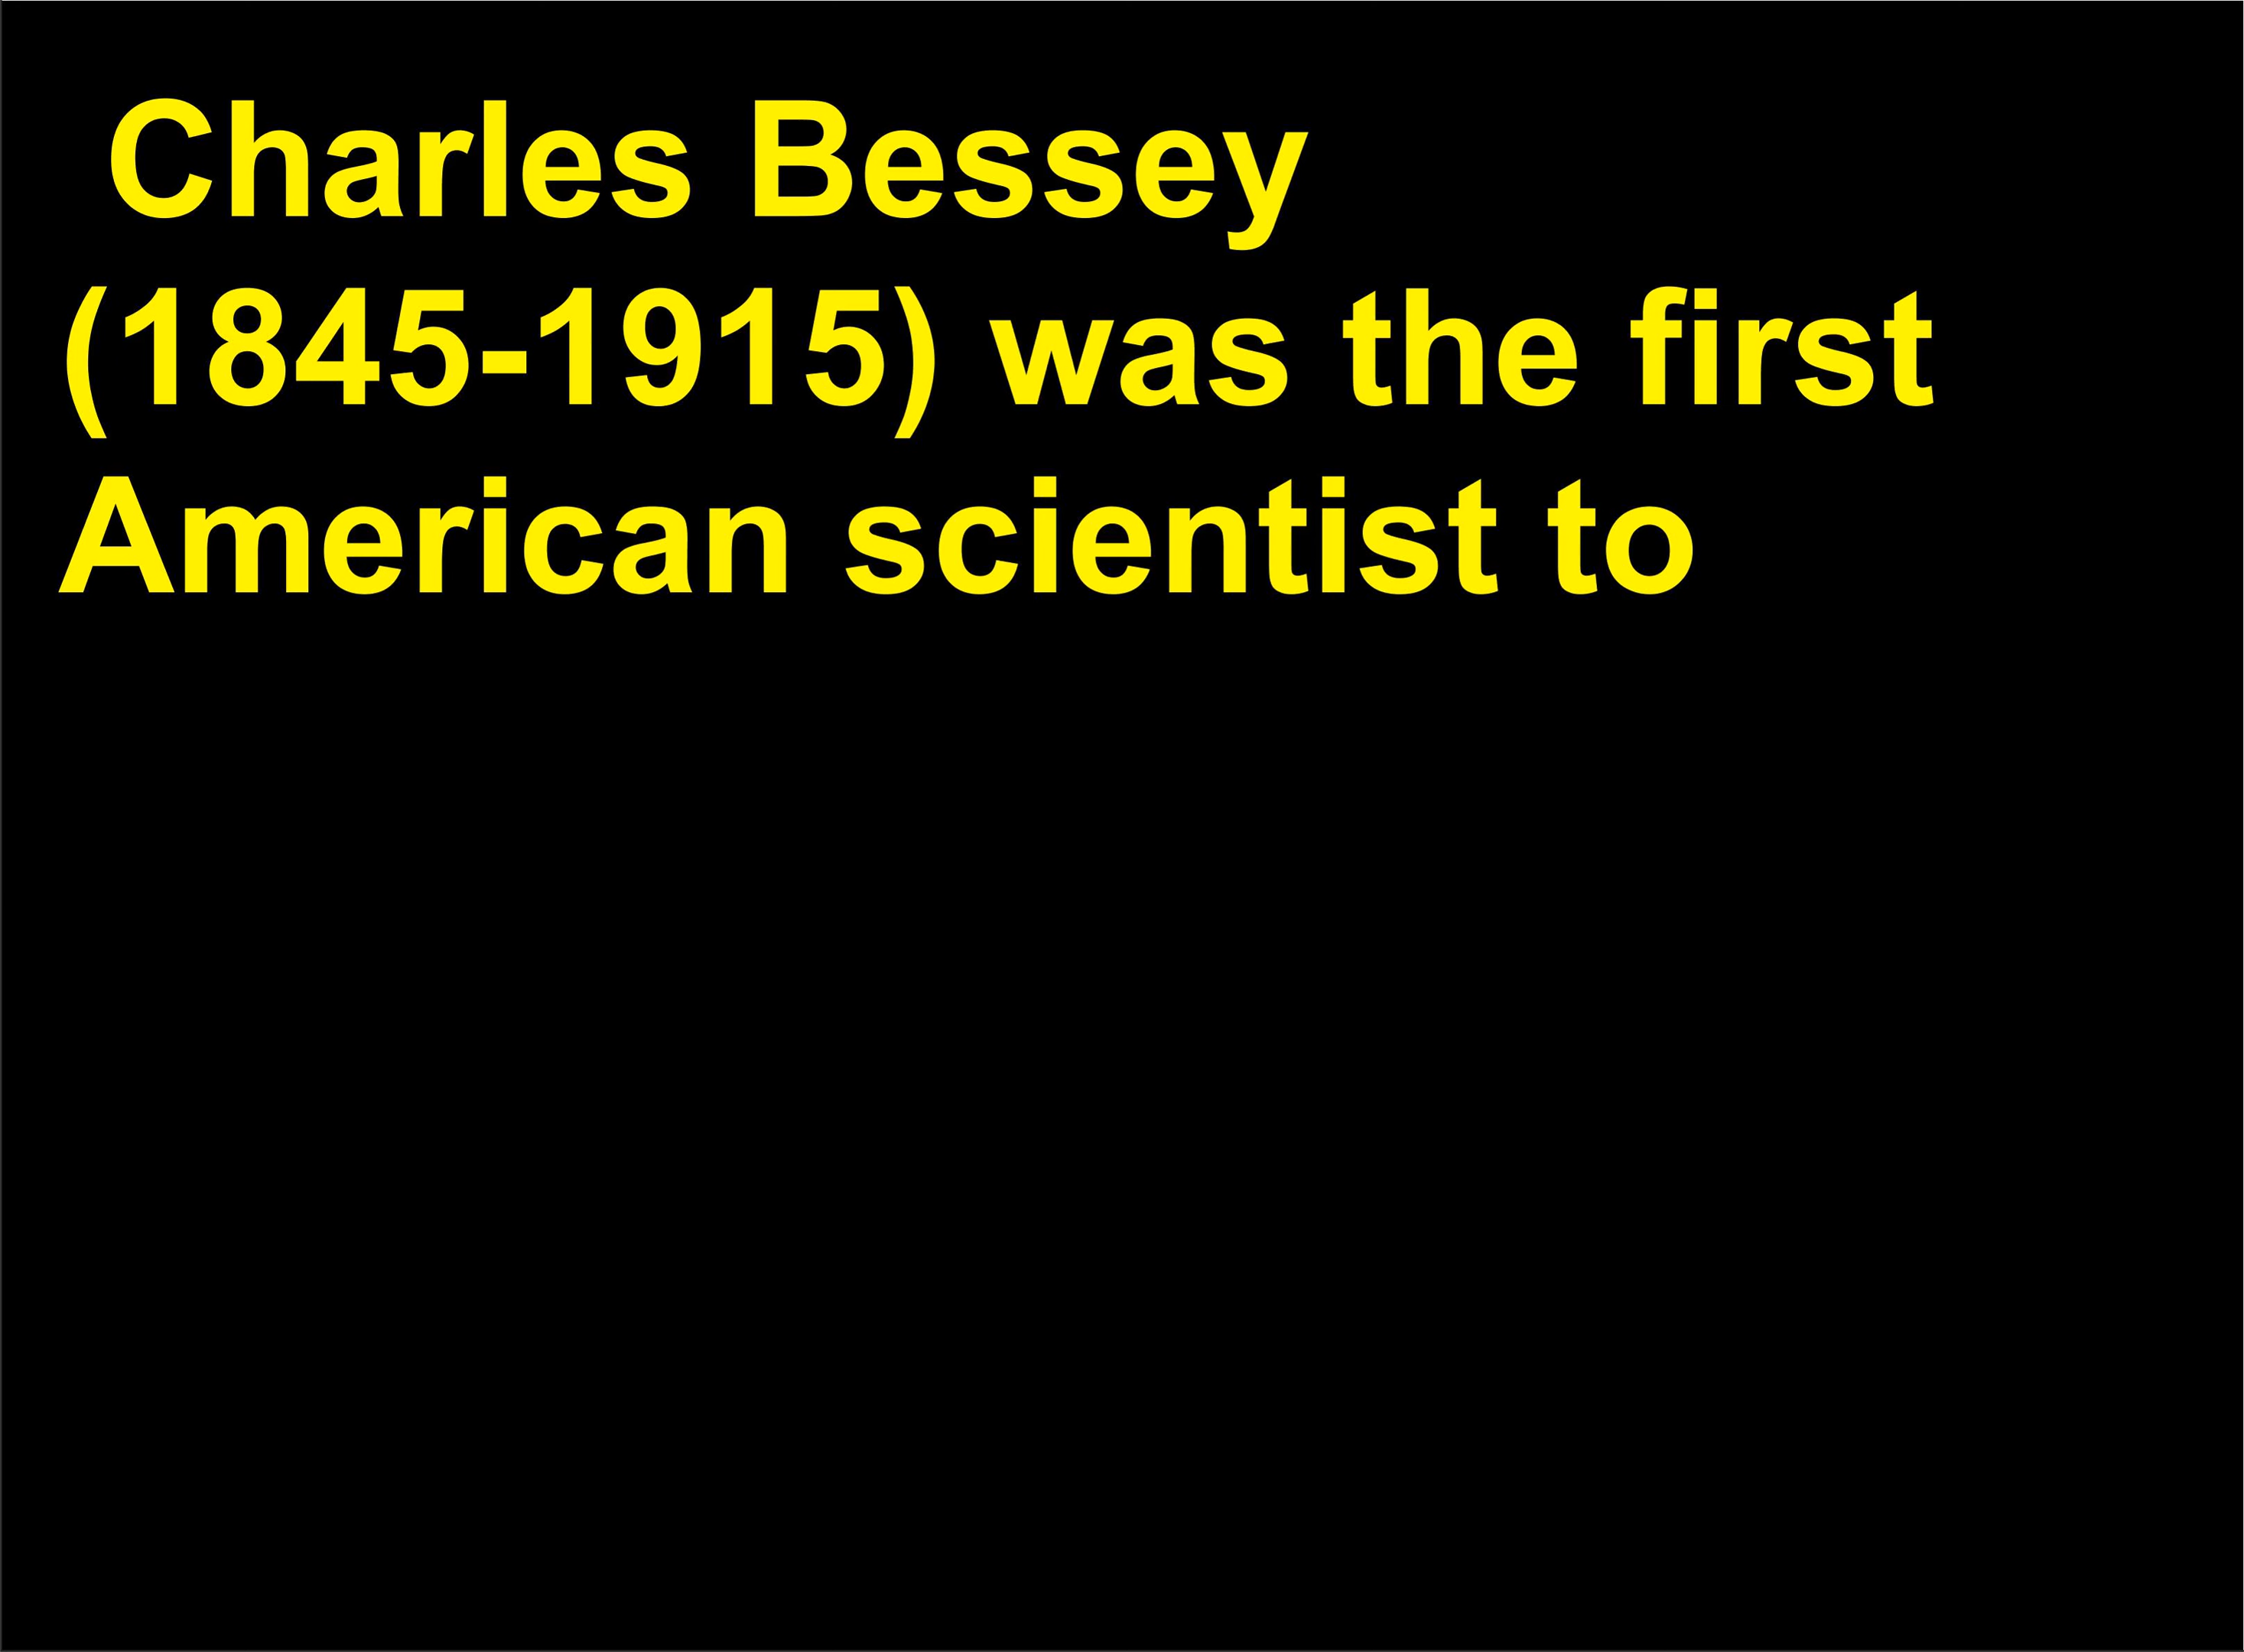 Charles Bessey
(1845-1915) was the first
American scientist to